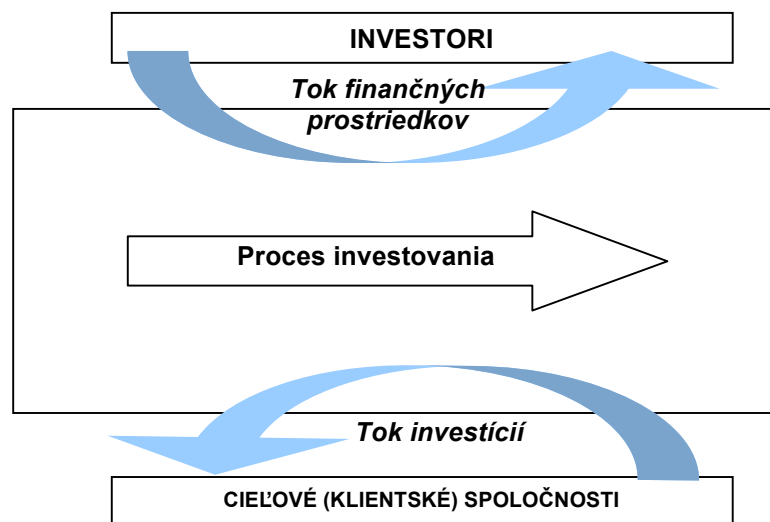 INVESTORI
Tok finančných
prostriedkov
Proces investovania
Tok investícií
CIEĽOVÉ (KLIENTSKÉ) SPOLOČNOSTI